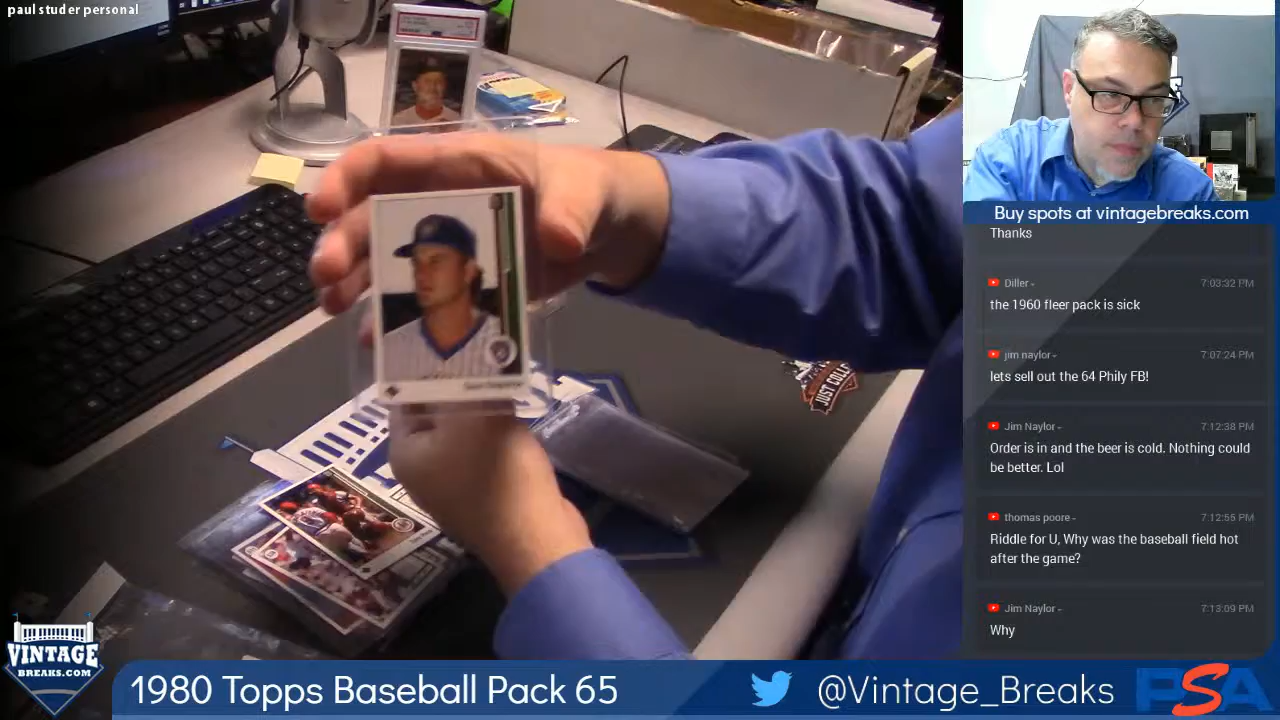 paul studer personal
JUST COLL
Buy spots at vintagebreaks.com
Thanks
Diller
7:03:32 PM
the 1960 fleer pack is sick
jim naylor
7:07:24 PM
lets sell out the 64 Phily FB!
Jim Naylor
7:12:38 PM
Order is in and the beer is cold. Nothing could
be better. Lol
thomas poore
7:12:55 PM
Riddle for U, Why was the baseball field hot
after the game?
Jim Naylor
7:13:09 PM
Why
VINTAGE
BREAKS.COM
1980 Topps Baseball Pack 65
@Vintage_Breaks
PSA